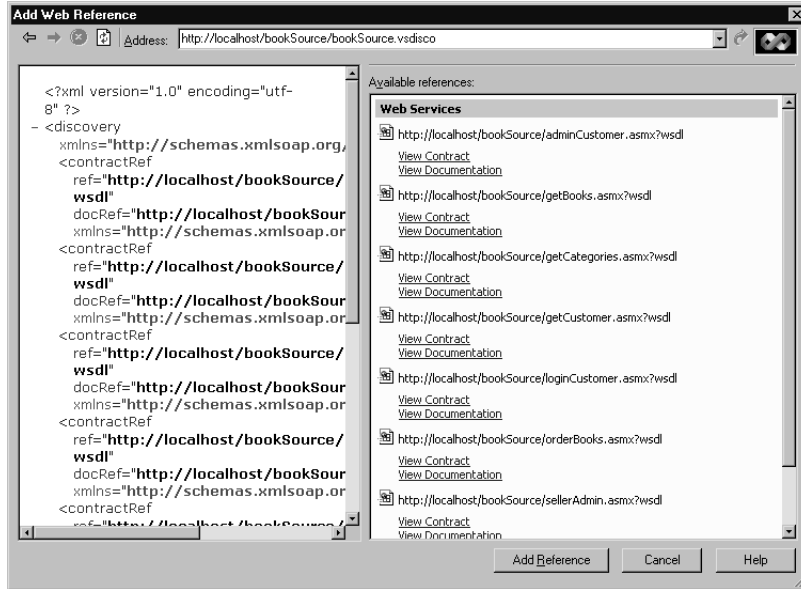 Add Web Reference
Address: http://localhost/bookSource/bookSource.vsdisco
<?xml version="1.0" encoding="utf-
8" ?>
– <discovery
xmlns="http://schemas.xmlsoap.org/
<contractRef
ref="http://localhost/bookSource/
wsdl"
docRef="http://localhost/bookSour
xmlns="http://schemas.xmlsoap.or
<contractRef
ref="http://localhost/bookSource/
wsdl"
docRef="http://localhost/bookSour
xmlns="http://schemas.xmlsoap.or
<contractRef
ref="http://localhost/bookSource/
wsdl"
docRef="http://localhost/bookSour
xmlns="http://schemas.xmlsoap.or
<contractRef
ref="http://localhost/bookSource/
wsdl"
docRef="http://localhost/bookSour
xmlns="http://schemas.xmlsoap.or
<contractRef
ref="http://localhost/bookSource/
Available references:
Web Services
http://localhost/bookSource/adminCustomer.asmx?wsdl
View Contract
View Documentation
http://localhost/bookSource/getBooks.asmx?wsdl
View Contract
View Documentation
http://localhost/bookSource/getCategories.asmx?wsdl
View Contract
View Documentation
http://localhost/bookSource/getCustomer.asmx?wsdl
View Contract
View Documentation
http://localhost/bookSource/loginCustomer.asmx?wsdl
View Contract
View Documentation
http://localhost/bookSource/orderBooks.asmx?wsdl
View Contract
View Documentation
http://localhost/bookSource/sellerAdmin.asmx?wsdl
View Contract
View Documentation
Add Reference Cancel Help